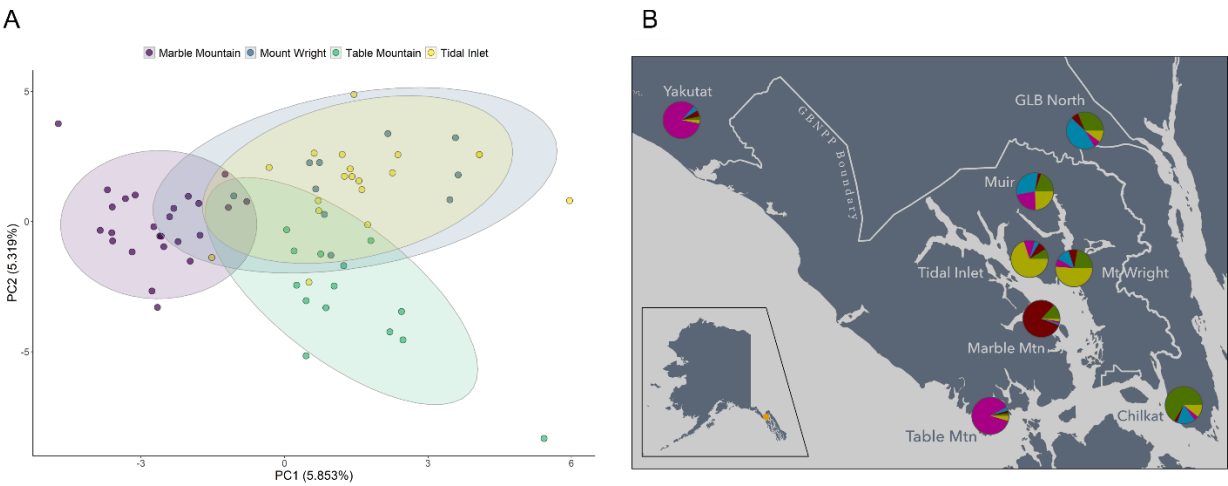 A
B
Marble Mountain Mount Wright Table Mountain Tidal Inlet
5
0
-5
PC2 (5.319%)
-3 0 3 6
PC1 (5.853%)
Yakutat
GBNPP Boundary
GLB North
Muir
Tidal Inlet
Mt Wright
Marble Mtn
Table Mtn
Chilkat